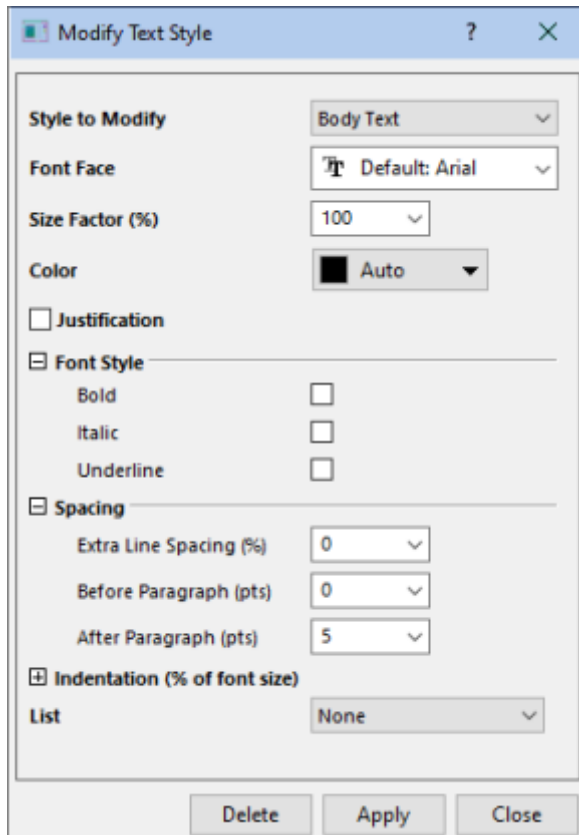 Modify Text Style ?
Style to Modify Body Text
Font Face Default: Arial
Size Factor (%) 100
Color Auto
Justification
Font Style
Bold
Italic
Underline
Spacing
Extra Line Spacing (%) 0
Before Paragraph (pts) 0
After Paragraph (pts) 5
Indentation (% of font size)
List None
Delete Apply Close